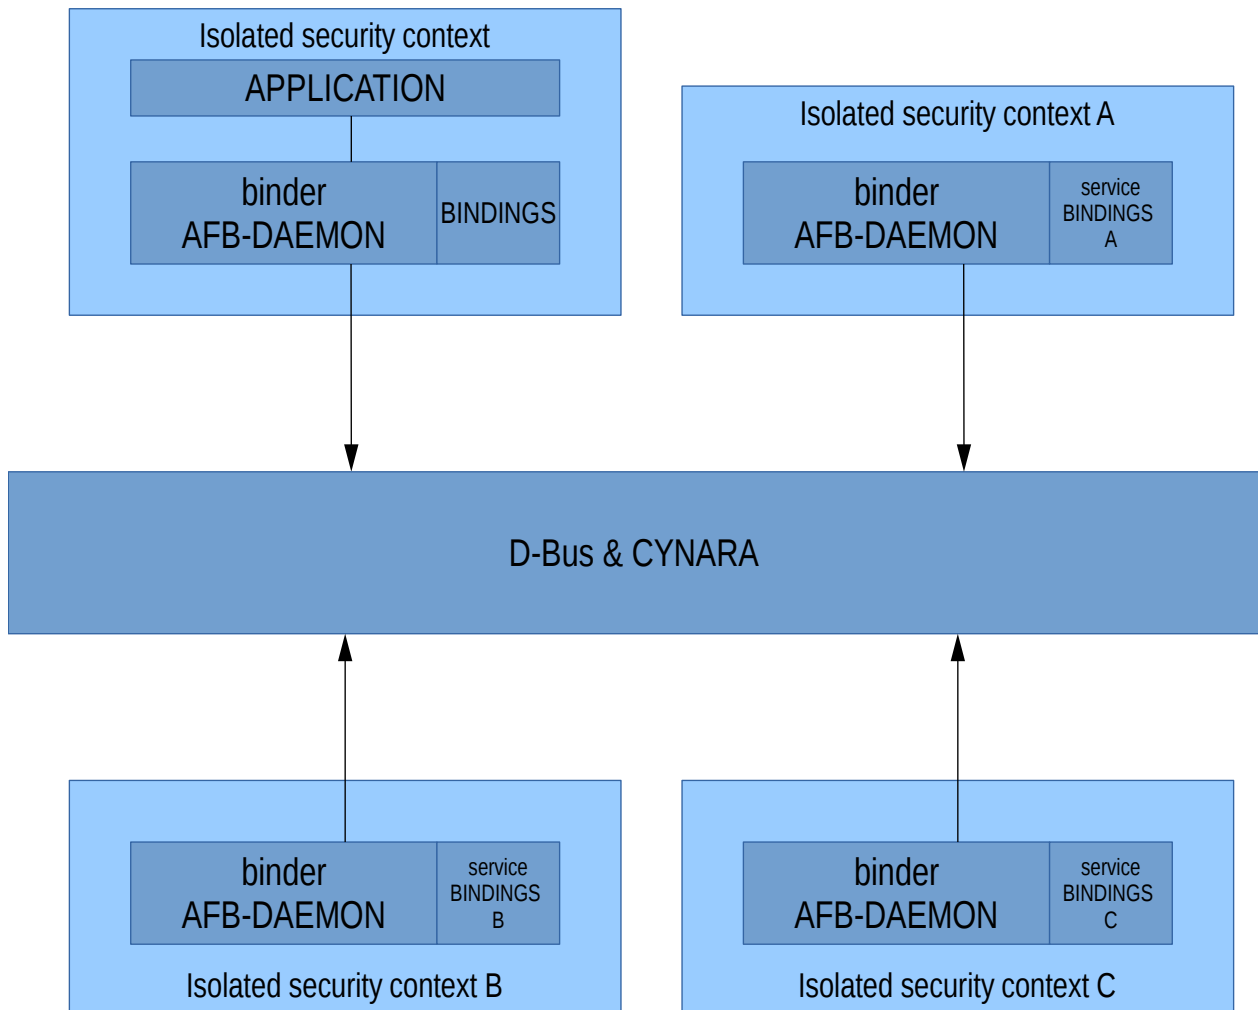 Isolated security context
APPLICATION
binder
AFB-DAEMON
BINDINGS
Isolated security context A
binder
AFB-DAEMON
service
BINDINGS
A
D-Bus & CYNARA
binder
AFB-DAEMON
service
BINDINGS
B
Isolated security context B
binder
AFB-DAEMON
service
BINDINGS
C
Isolated security context C